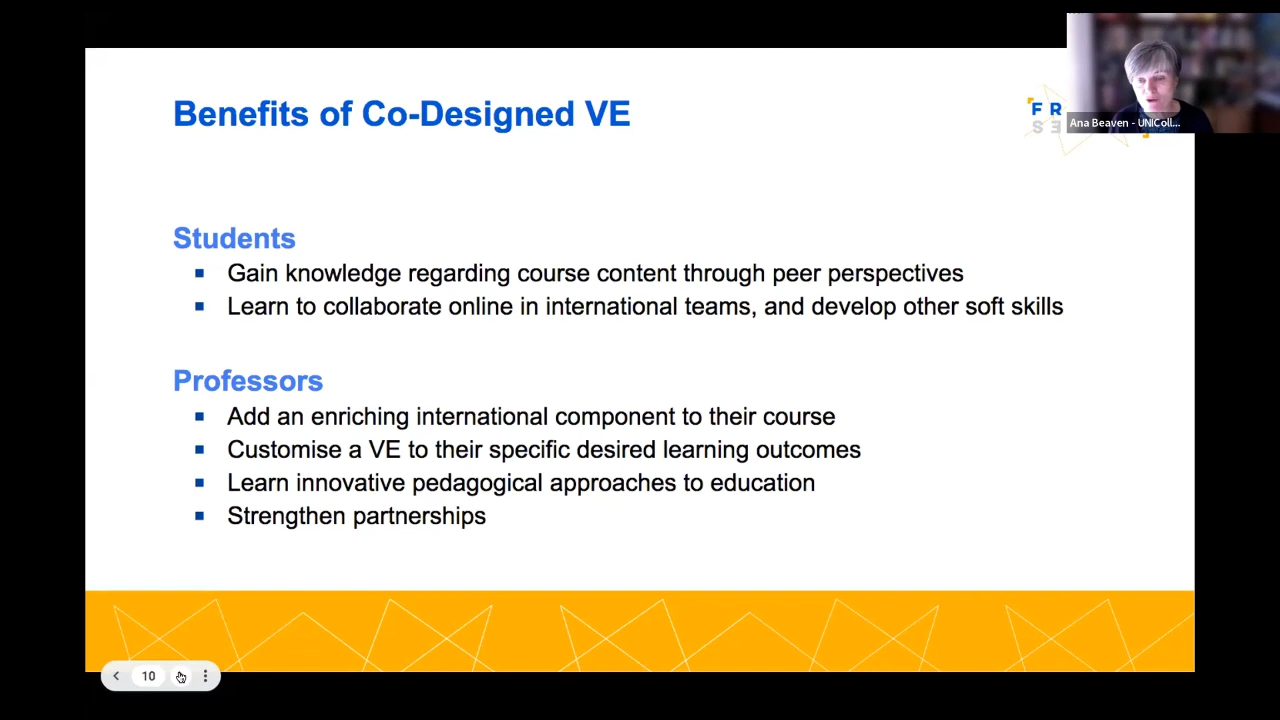 Benefits of Co-Designed VE
FR
ES
Ana Beaven - UNIColl...
Students
▪ Gain knowledge regarding course content through peer perspectives
▪ Learn to collaborate online in international teams, and develop other soft skills
Professors
▪ Add an enriching international component to their course
▪ Customise a VE to their specific desired learning outcomes
▪ Learn innovative pedagogical approaches to education
▪ Strengthen partnerships
10